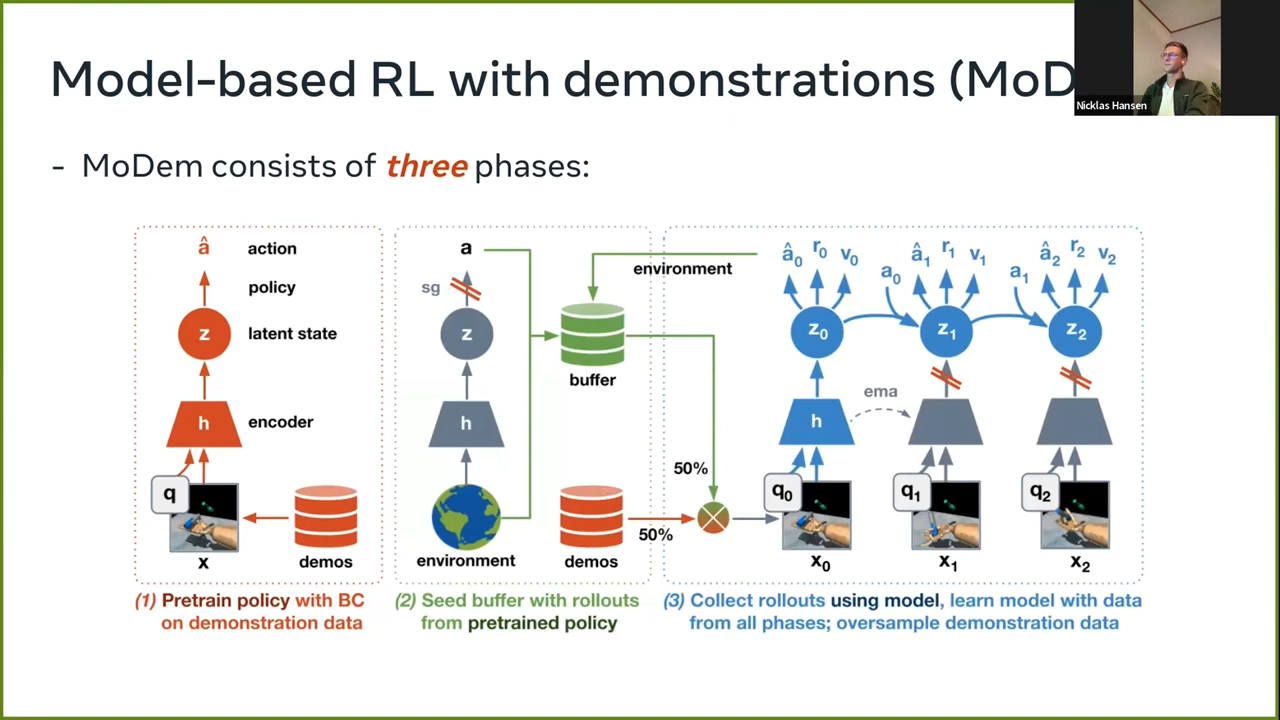 Model-based RL with demonstrations (MoD
Nicklas Hansen
- MoDem consists of three phases:
â action
policy
z latent state
h encoder
q
x
demos
(1) Pretrain policy with BC
on demonstration data
a
sg
z
h
environment
buffer
demos
50%
50%
(2) Seed buffer with rollouts
from pretrained policy
environment
â0 r0 v0
a0
â1 r1 v1
a1
â2 r2 v2
z0
z1
z2
ema
h
q0
q1
q2
x0
x1
x2
(3) Collect rollouts using model, learn model with data
from all phases; oversample demonstration data